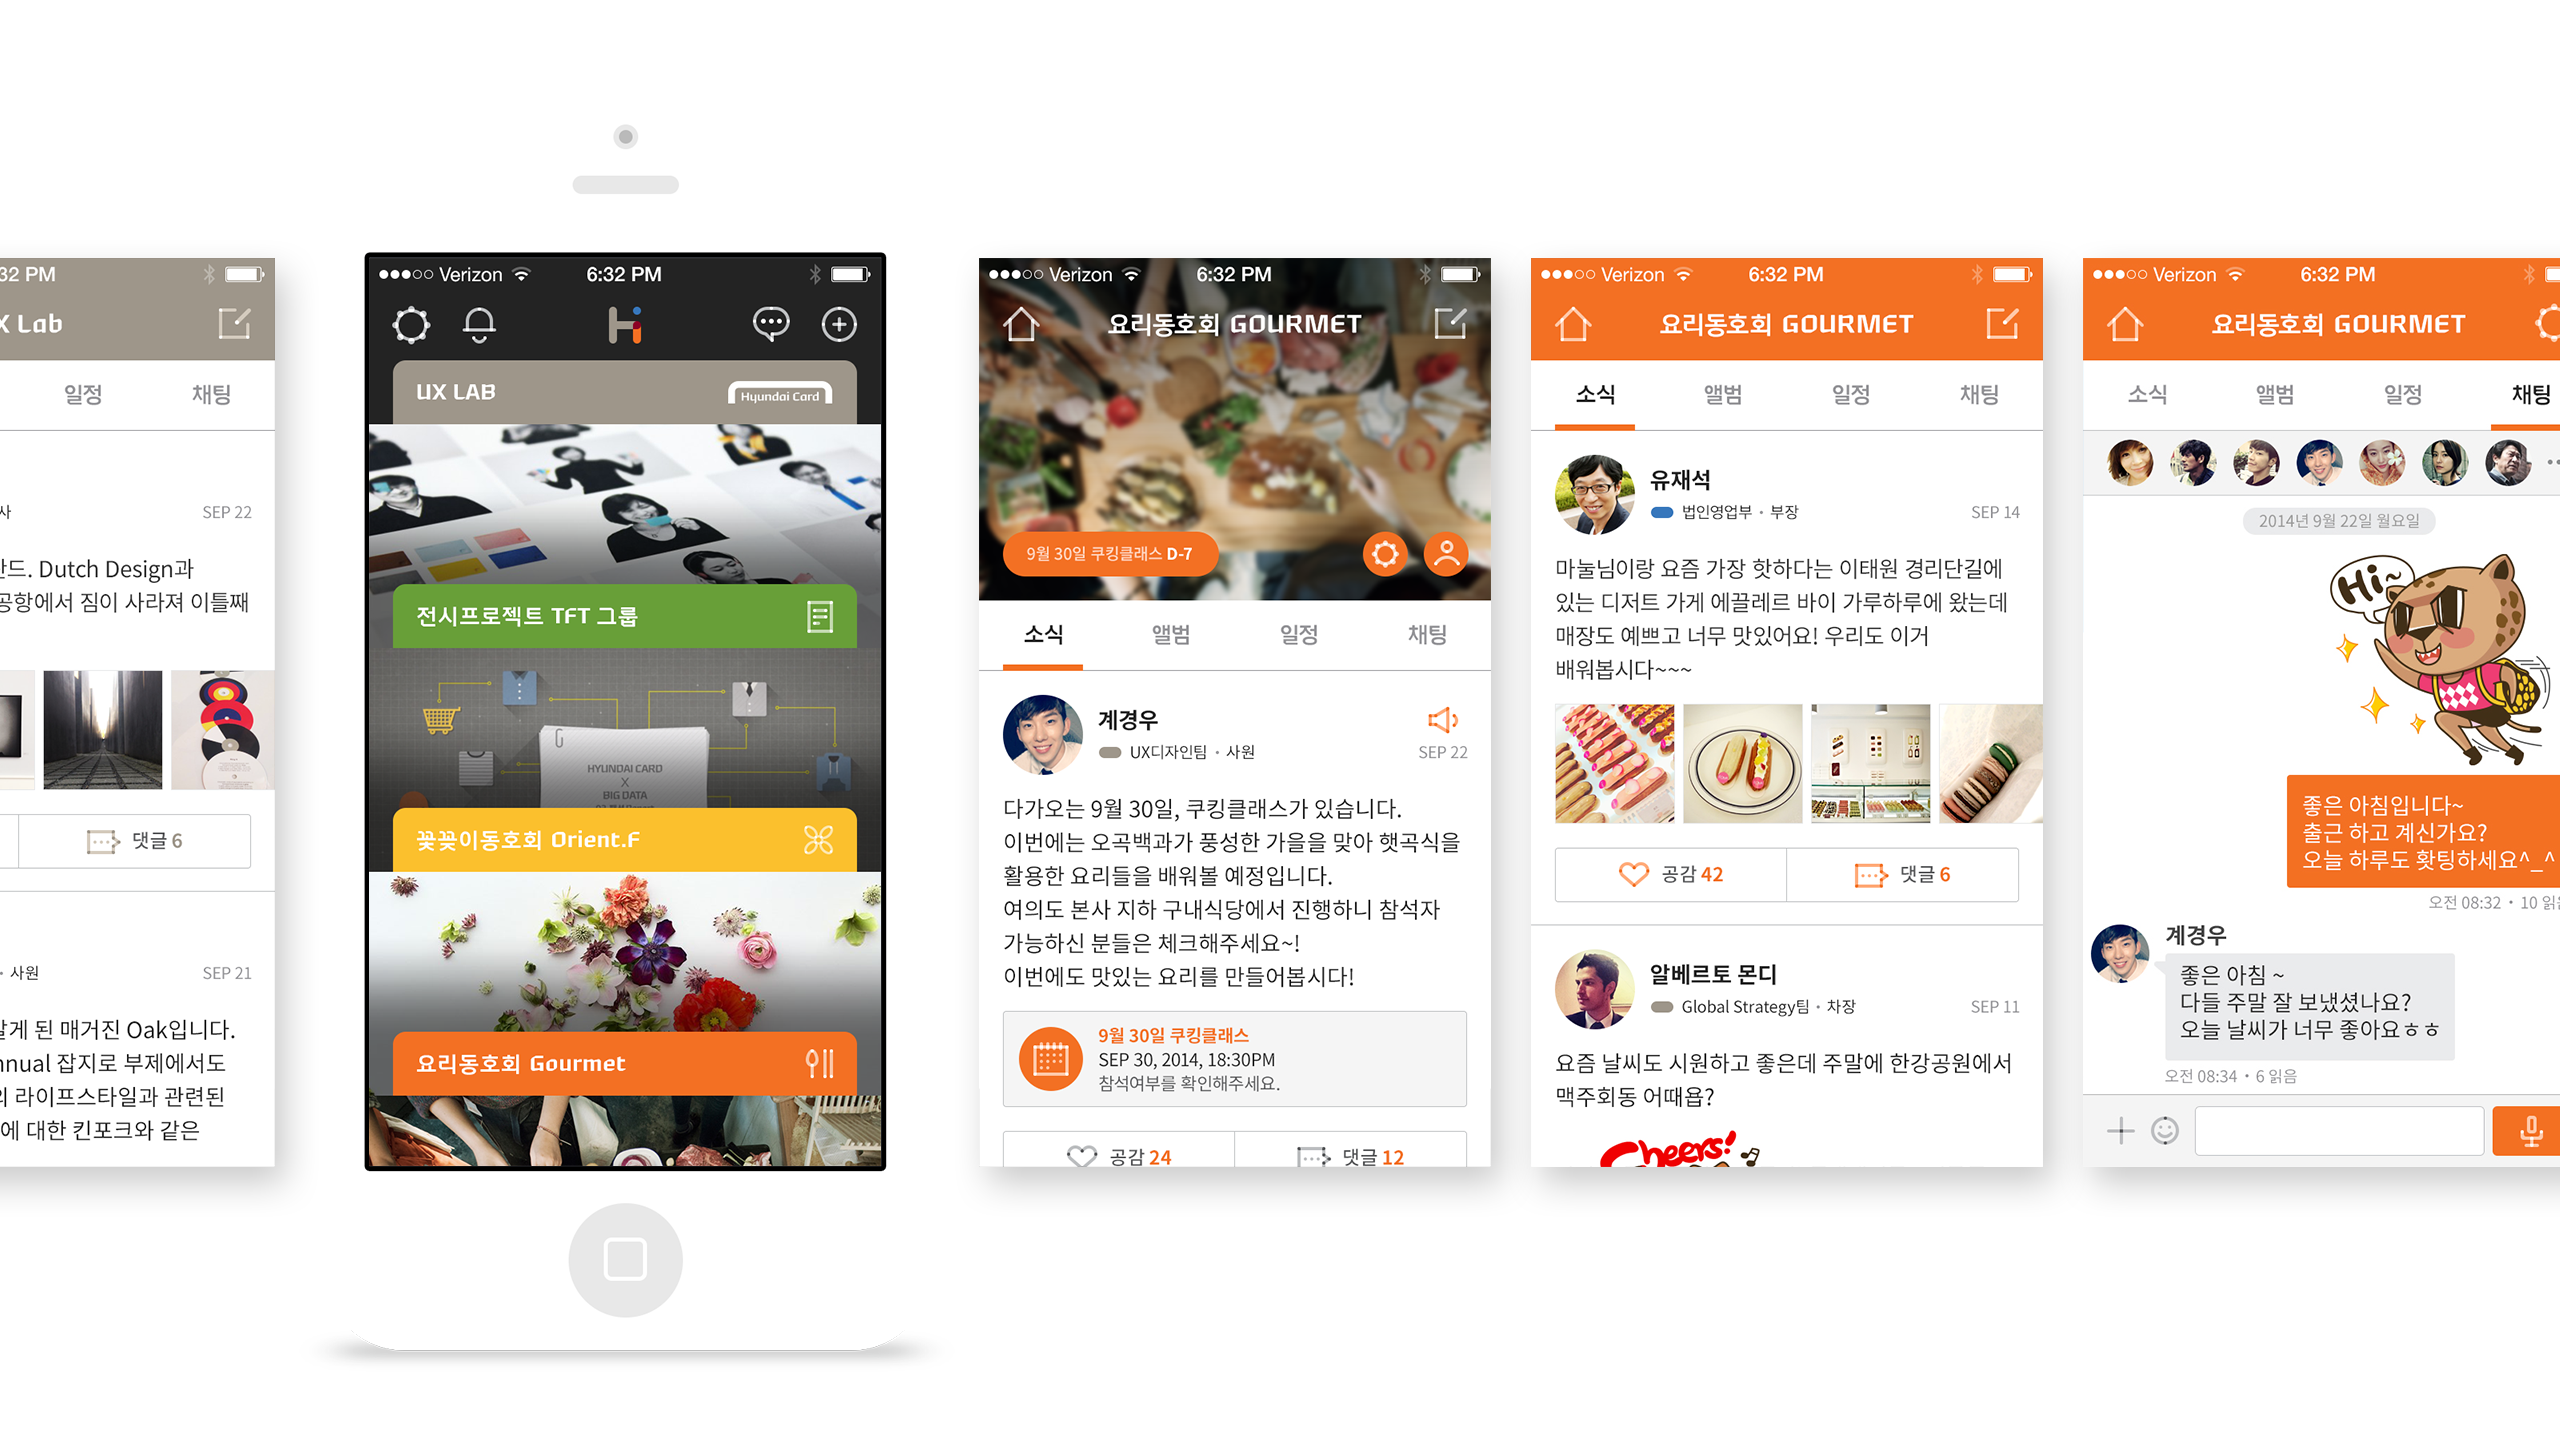 32 PM
X Lab
일정
채팅
사
SEP 22
Dutch Design과
공항에서 짐이 사라져 이틀째
댓글 6
• 사원
SEP 21
알게 된 매거진 Oak입니다.
nnual 잡지로 부제에서도
라이프스타일과 관련된
에 대한 킨포크와 같은
Verizon
6:32 PM
UX LAB
Hyundai Card
전시프로젝트 TFT 그룹
HYUNDAI CARD
X
BIG DATA
꽃꽂이동호회 Orient.F
요리동호회 Gourmet
Verizon
6:32 PM
요리동호회 GOURMET
9월 30일 쿠킹클래스 D-7
소식
앨범
일정
채팅
계경우
UX디자인팀 • 사원
SEP 22
다가오는 9월 30일, 쿠킹클래스가 있습니다.
이번에는 오곡백과가 풍성한 가을을 맞아 햇곡식을
활용한 요리들을 배워볼 예정입니다.
여의도 본사 지하 구내식당에서 진행하니 참석자
가능하신 분들은 체크해주세요~!
이번에도 맛있는 요리를 만들어봅시다!
9월 30일 쿠킹클래스
SEP 30, 2014, 18:30PM
참석여부를 확인해주세요.
공감 24
댓글 12
Verizon
6:32 PM
요리동호회 GOURMET
소식
앨범
일정
채팅
유재석
법인영업부 • 부장
SEP 14
마눌님이랑 요즘 가장 핫하다는 이태원 경리단길에
있는 디저트 가게 에끌레르 바이 가루하루에 왔는데
매장도 예쁘고 너무 맛있어요! 우리도 이거
배워봅시다~~~
공감 42
댓글 6
알베르토 몬디
Global Strategy팀 • 차장
SEP 11
요즘 날씨도 시원하고 좋은데 주말에 한강공원에서
맥주회동 어때욥?
Cheers!
Verizon
6:32 PM
요리동호회 GOURMET
소식
앨범
일정
채팅
2014년 9월 22일 월요일
Hi~
좋은 아침입니다~
출근 하고 계신가요?
오늘 하루도 홧팅하세요^_^
오전 08:32 • 10 읽음
계경우
좋은 아침 ~
다들 주말 잘 보냈셨나요?
오늘 날씨가 너무 좋아요ㅎㅎ
오전 08:34 • 6 읽음